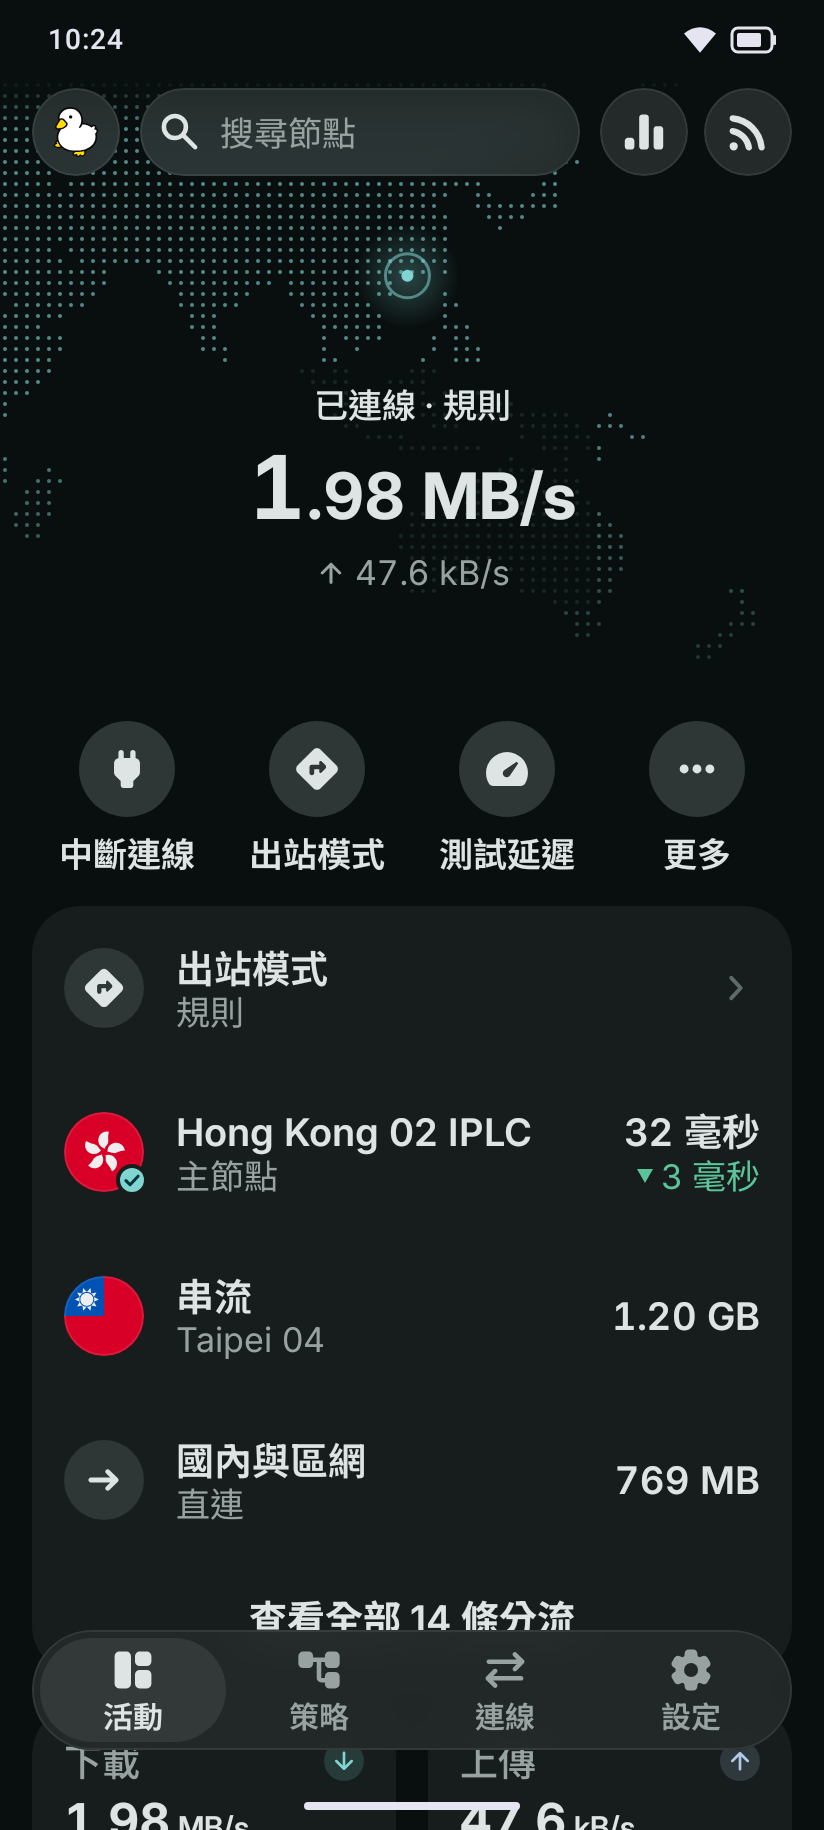 10:24
搜尋節點
已連線 · 規則
1.98 MB/s
↑ 47.6 kB/s
中斷連線
出站模式
測試延遲
更多
出站模式
規則
Hong Kong 02 IPLC
32 毫秒
主節點
▼3 毫秒
串流
Taipei 04
1.20 GB
國內與區網
直連
769 MB
查看全部 14 條分流
活動
策略
連線
設定
下載
上傳
1.98 MB/s
47.6 kB/s